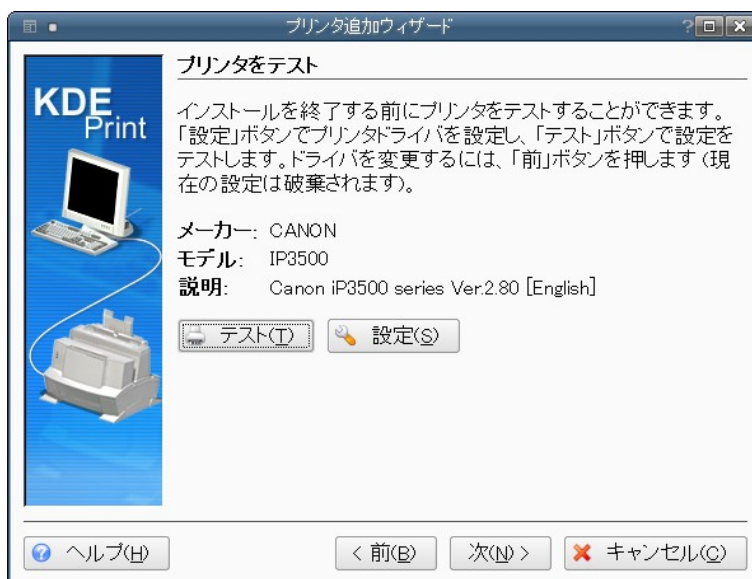 プリンタ追加ウィザード
?
プリンタをテスト
KDE
Print
インストールを終了する前にプリンタをテストすることができます。
「設定」ボタンでプリンタドライバを設定し、「テスト」ボタンで設定を
テストします。ドライバを変更するには、「前」ボタンを押します(現
在の設定は破棄されます)。
メーカー: CANON
モデル: IP3500
説明: Canon iP3500 series Ver.2.80 [English]
テスト(T) 設定(S)
ヘルプ(H) < 前(B) 次(N) > キャンセル(C)